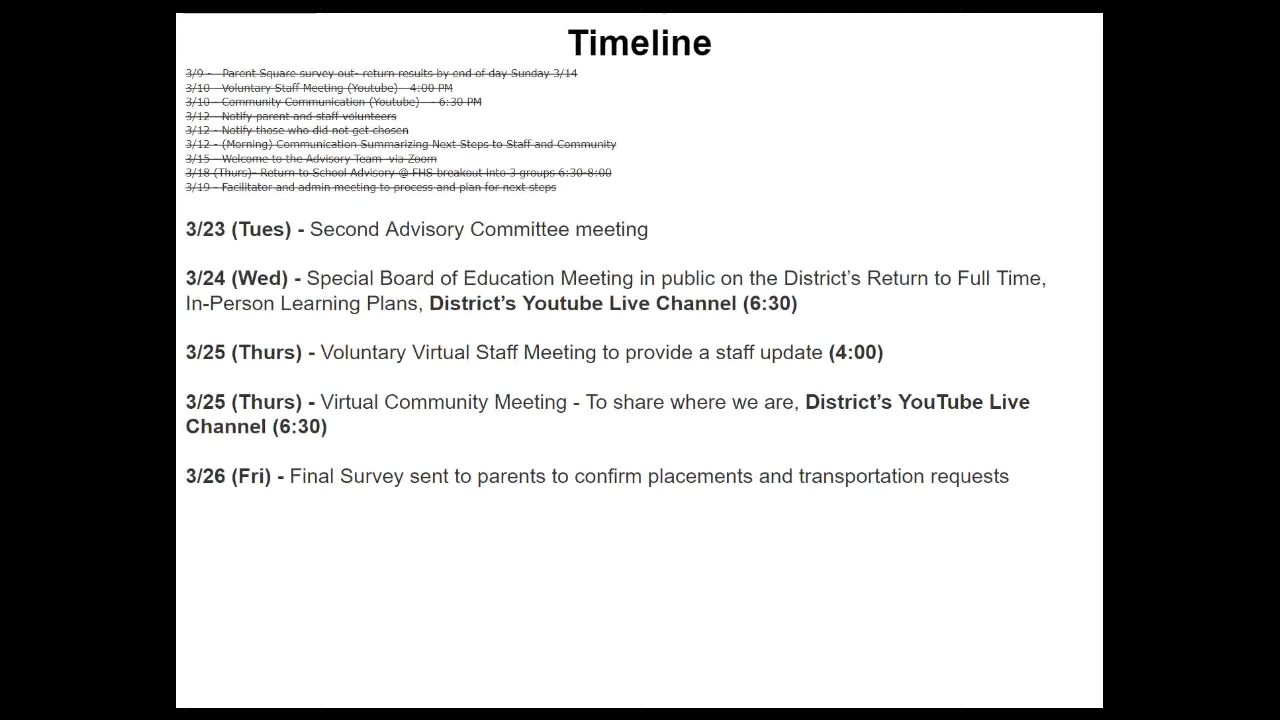 Timeline
3/9 - Parent Square survey out- return results by end of day Sunday 3/14
3/10 - Voluntary Staff Meeting (Youtube) - 4:00 PM
3/10 - Community Communication (Youtube) - 6:30 PM
3/12 - Notify parent and staff volunteers
3/12 - Notify those who did not get chosen
3/12 - (Morning) Communication Summarizing Next Steps to Staff and Community
3/15 - Welcome to the Advisory Team via Zoom
3/18 (Thurs)- Return to School Advisory @ FHS breakout into 3 groups 6:30-8:00
3/19 - Facilitator and admin meeting to process and plan for next steps
3/23 (Tues) - Second Advisory Committee meeting
3/24 (Wed) - Special Board of Education Meeting in public on the District's Return to Full Time,
In-Person Learning Plans, District's Youtube Live Channel (6:30)
3/25 (Thurs) - Voluntary Virtual Staff Meeting to provide a staff update (4:00)
3/25 (Thurs) - Virtual Community Meeting - To share where we are, District's YouTube Live
Channel (6:30)
3/26 (Fri) - Final Survey sent to parents to confirm placements and transportation requests